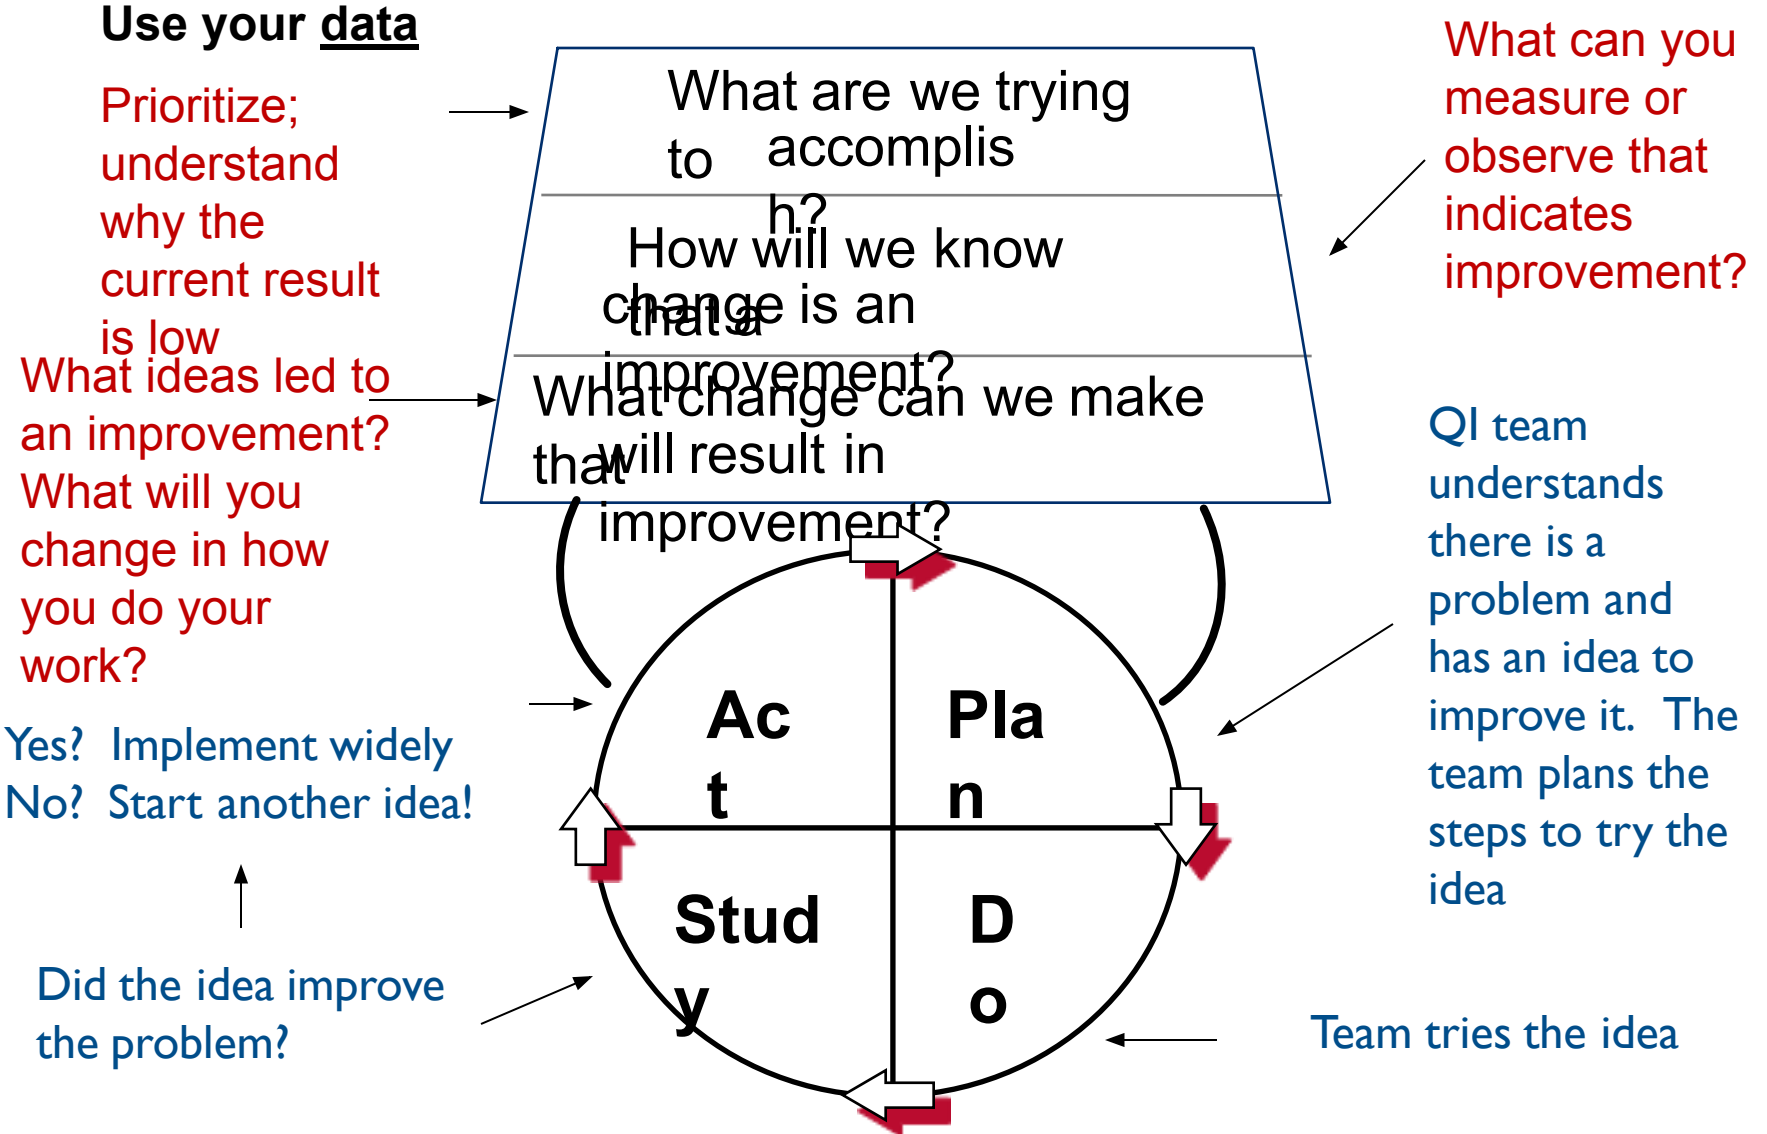 Use your data
Prioritize;
understand
why the
current result
is low
What ideas led to
an improvement?
What will you
change in how
you do your
work?
Yes? Implement widely
No? Start another idea!
Did the idea improve
the problem?
What are we trying
to
accomplis
h?
How will we know
that a
change is an
improvement?
What change can we make
that
will result in
improvement?
Ac
t
Pla
n
Stud
y
D
o
What can you
measure or
observe that
indicates
improvement?
QI team
understands
there is a
problem and
has an idea to
improve it. The
team plans the
steps to try the
idea
Team tries the idea